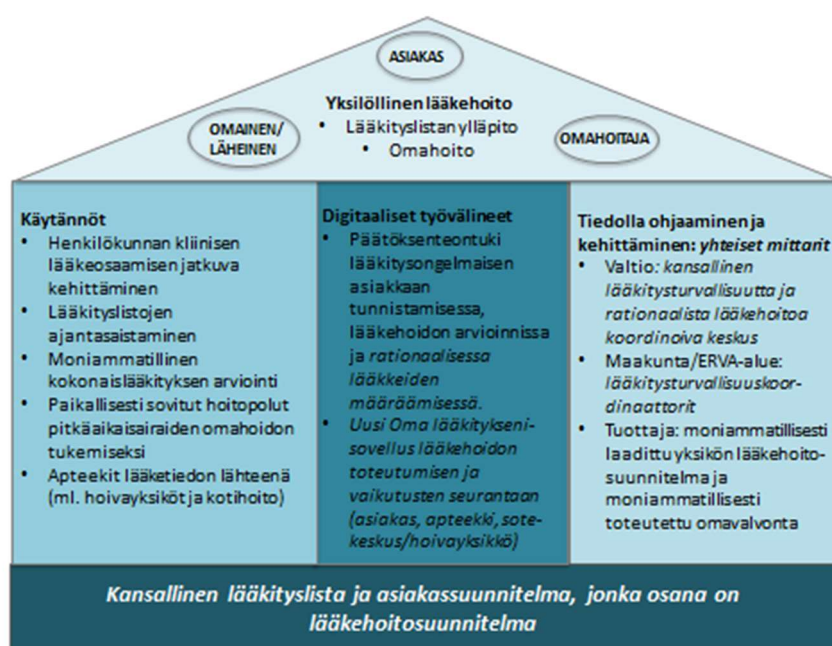 ASIAKAS
Yksilöllinen lääkehoito
• Lääkityslistan ylläpito
• Omahoito
OMAINEN/
LÄHEINEN
OMAHOITAJA
Käytännöt
• Henkilökunnan kliinisen
lääkeosaamisen jatkuva
kehittäminen
• Lääkityslistojen
ajantasaistaminen
• Moniammatillinen
kokonaislääkityksen arviointi
• Paikallisesti sovitut hoitopolut
pitkäaikaissairaiden omahoidon
tukemiseksi
• Apteekit lääketiedon lähteenä
(ml. hoivayksiköt ja kotihoito)
Digitaaliset työvälineet
• Päätöksenteontuki
lääkitysongelmaisen
asiakkaan
tunnistamisessa,
lääkehoidon arvioinnissa
ja rationaalisessa
lääkkeiden
määräämisessä.
• Uusi Oma lääkitykseni-
sovellus lääkehoidon
toteutumisen ja
vaikutusten seurantaan
(asiakas, apteekki, sote-
keskus/hoivayksikkö)
Tiedolla ohjaaminen ja
kehittäminen: yhteiset mittarit
• Valtio: kansallinen
lääkitysturvallisuutta ja
rationaalista lääkehoitoa
koordinoiva keskus
• Maakunta/ERVA-alue:
lääkitysturvallisuuskoor-
dinaattorit
• Tuottaja: moniammatillisesti
laadittu yksikön lääkehoito-
suunnitelma ja
moniammatillisesti
toteutettu omavalvonta
Kansallinen lääkityslista ja asiakassuunnitelma, jonka osana on
lääkehoitosuunnitelma